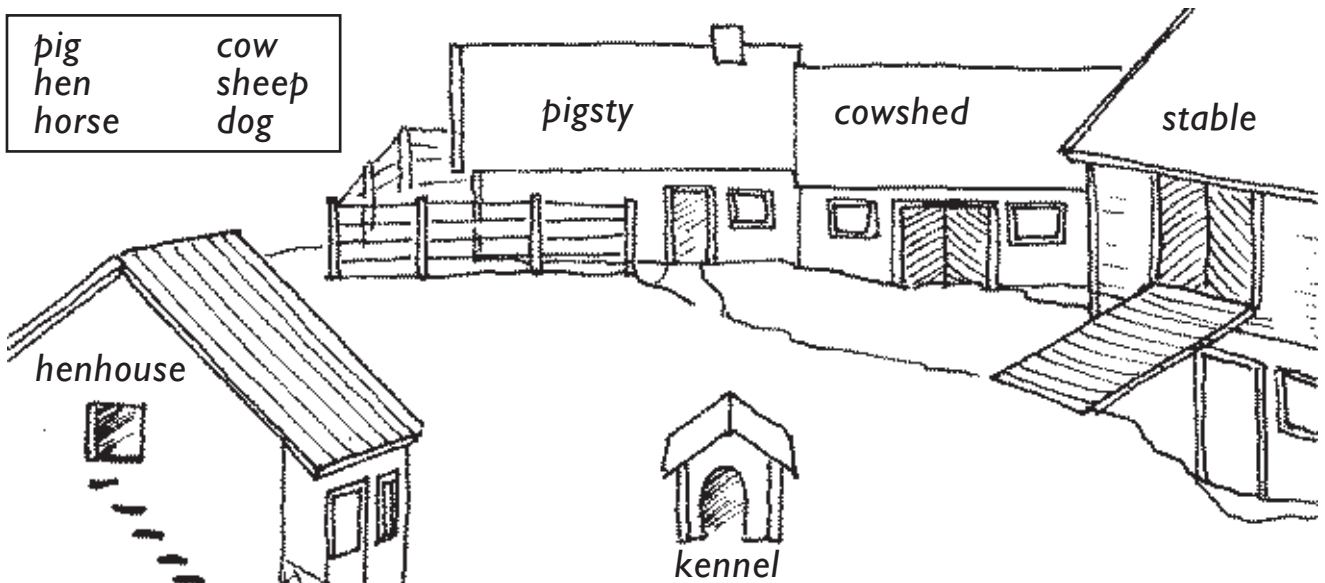 pig cow
hen sheep
horse dog
pigsty
cowshed
stable
henhouse
kennel